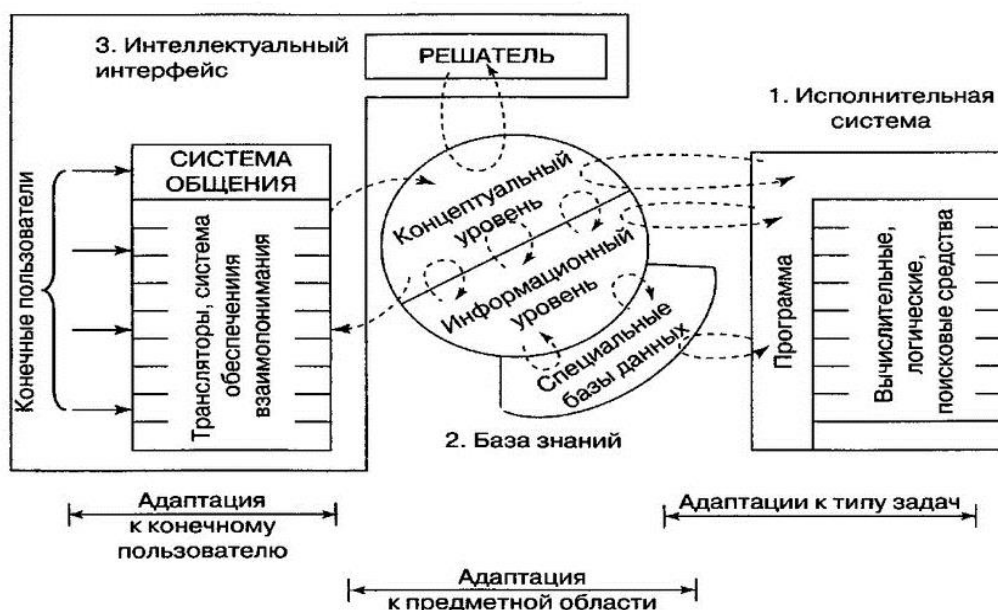 3. Интеллектуальный
интерфейс
РЕШАТЕЛЬ
1. Исполнительная
система
СИСТЕМА
ОБЩЕНИЯ
Конечные пользователи
Трансляторы, система
обеспечения
взаимопонимания
Концептуальный
уровень
Информационный
уровень
Специальные
базы данных
2. База знаний
Программа
Вычислительные,
логические,
поисковые средства
Адаптация
к конечному
пользователю
Адаптации к типу задач
Адаптация
к предметной области